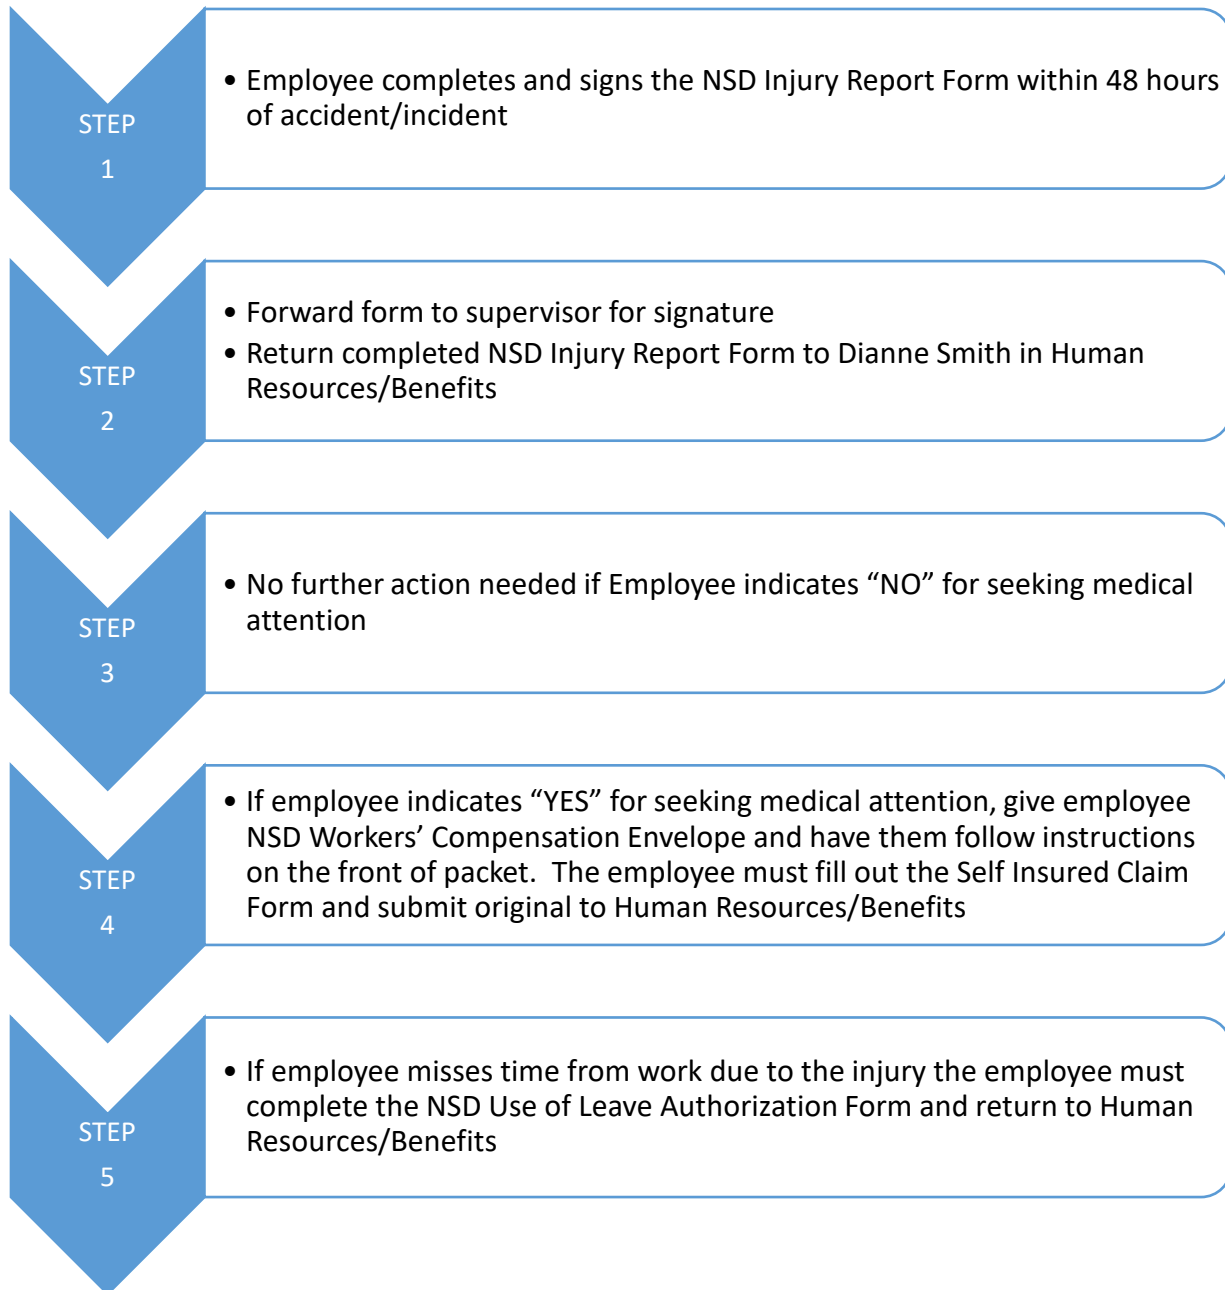 STEP
1
• Employee completes and signs the NSD Injury Report Form within 48 hours
of accident/incident
STEP
2
• Forward form to supervisor for signature
• Return completed NSD Injury Report Form to Dianne Smith in Human
Resources/Benefits
STEP
3
• No further action needed if Employee indicates “NO” for seeking medical
attention
STEP
4
• If employee indicates “YES” for seeking medical attention, give employee
NSD Workers’ Compensation Envelope and have them follow instructions
on the front of packet.  The employee must fill out the Self Insured Claim
Form and submit original to Human Resources/Benefits
STEP
5
• If employee misses time from work due to the injury the employee must
complete the NSD Use of Leave Authorization Form and return to Human
Resources/Benefits